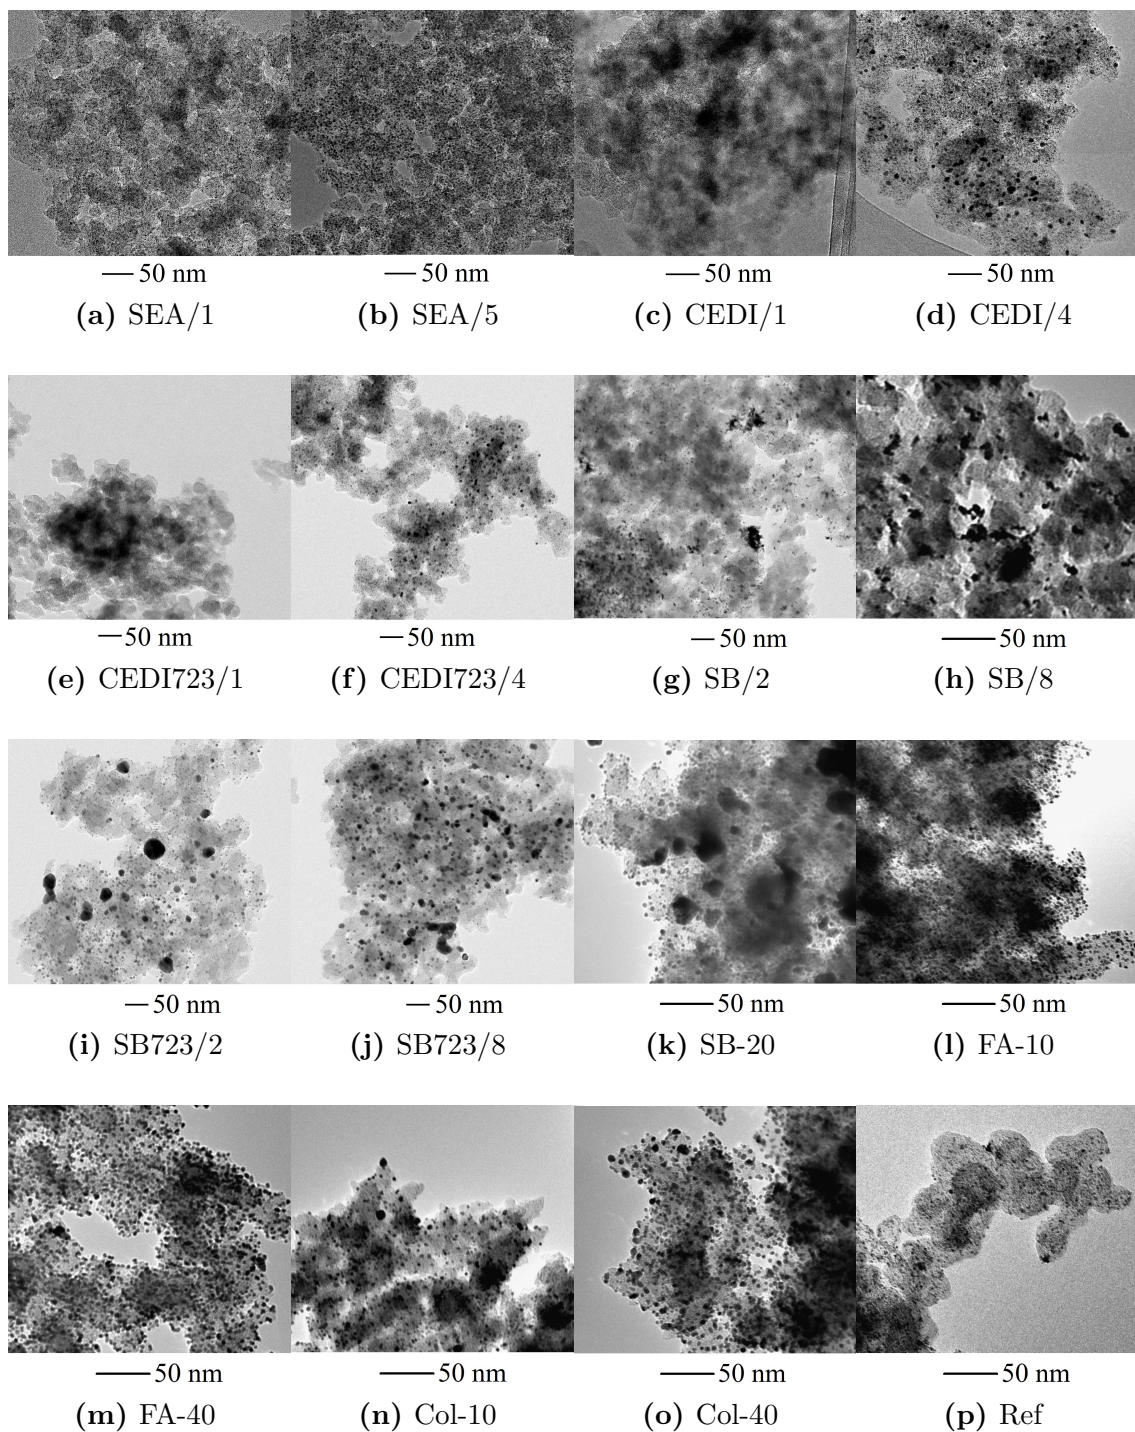 50 nm 50 nm 50 nm 50 nm
(a) SEA/1 (b) SEA/5 (c) CEDI/1 (d) CEDI/4
50 nm 50 nm 50 nm 50 nm
(e) CEDI723/1 (f) CEDI723/4 (g) SB/2 (h) SB/8
50 nm 50 nm 50 nm 50 nm
(i) SB723/2 (j) SB723/8 (k) SB-20 (l) FA-10
50 nm 50 nm 50 nm 50 nm
(m) FA-40 (n) Col-10 (o) Col-40 (p) Ref